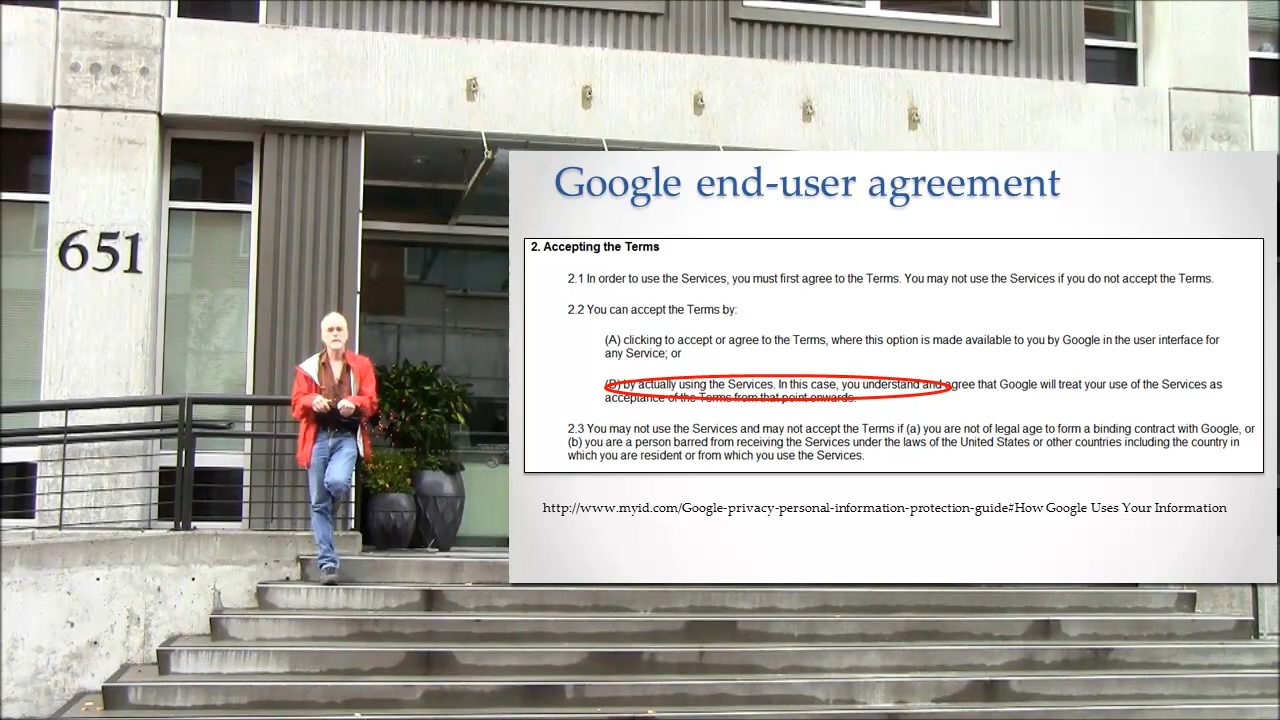 651
Google end-user agreement
2. Accepting the Terms
2.1 In order to use the Services, you must first agree to the Terms. You may not use the Services if you do not accept the Terms.
2.2 You can accept the Terms by:
(A) clicking to accept or agree to the Terms, where this option is made available to you by Google in the user interface for
any Service; or
(B) by actually using the Services. In this case, you understand and agree that Google will treat your use of the Services as
acceptance of the Terms from that point onwards.
2.3 You may not use the Services and may not accept the Terms if (a) you are not of legal age to form a binding contract with Google, or
(b) you are a person barred from receiving the Services under the laws of the United States or other countries including the country in
which you are resident or from which you use the Services.
http://www.myid.com/Google-privacy-personal-information-protection-guide#How Google Uses Your Information